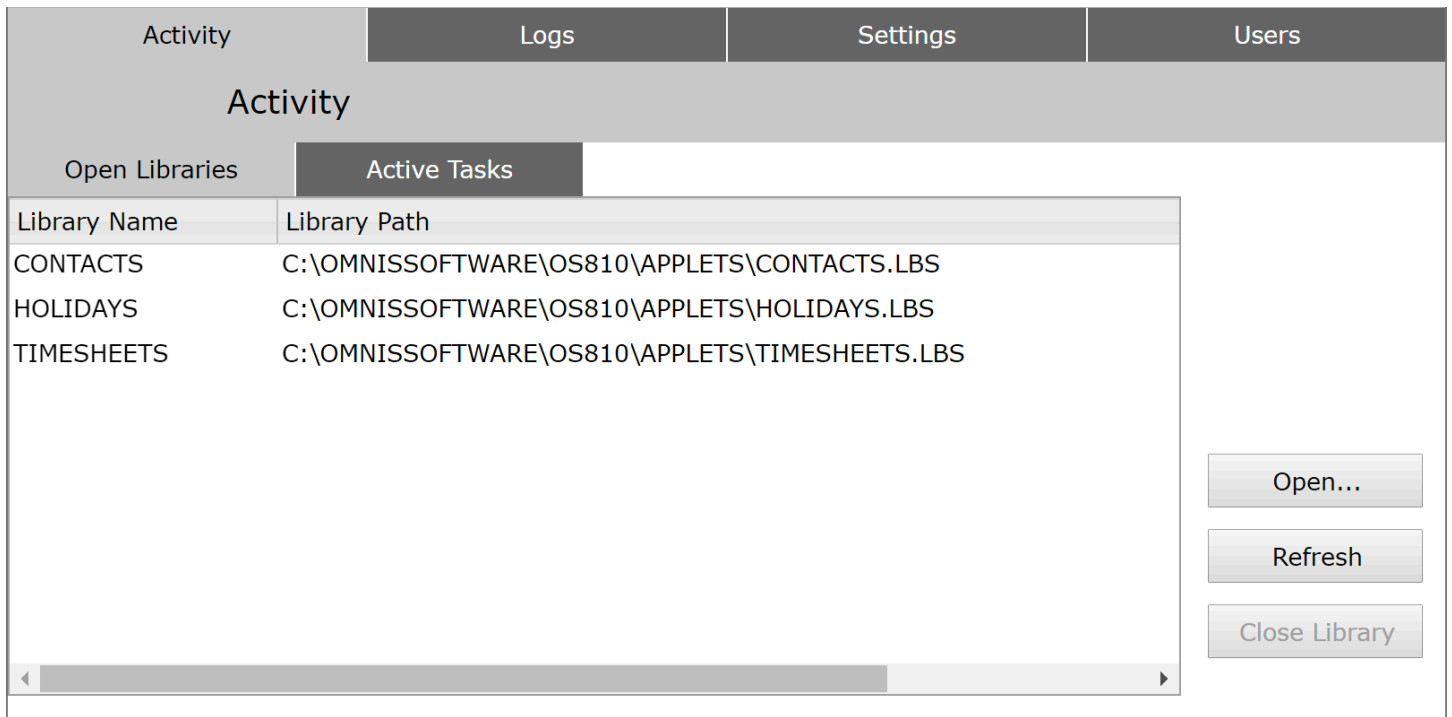 Activity Logs Settings Users
Activity
Open Libraries Active Tasks
Library Name Library Path
CONTACTS C:\OMNISSOFTWARE\OS810\APPLETS\CONTACTS.LBS
HOLIDAYS C:\OMNISSOFTWARE\OS810\APPLETS\HOLIDAYS.LBS
TIMESHEETS C:\OMNISSOFTWARE\OS810\APPLETS\TIMESHEETS.LBS
Open...
Refresh
Close Library